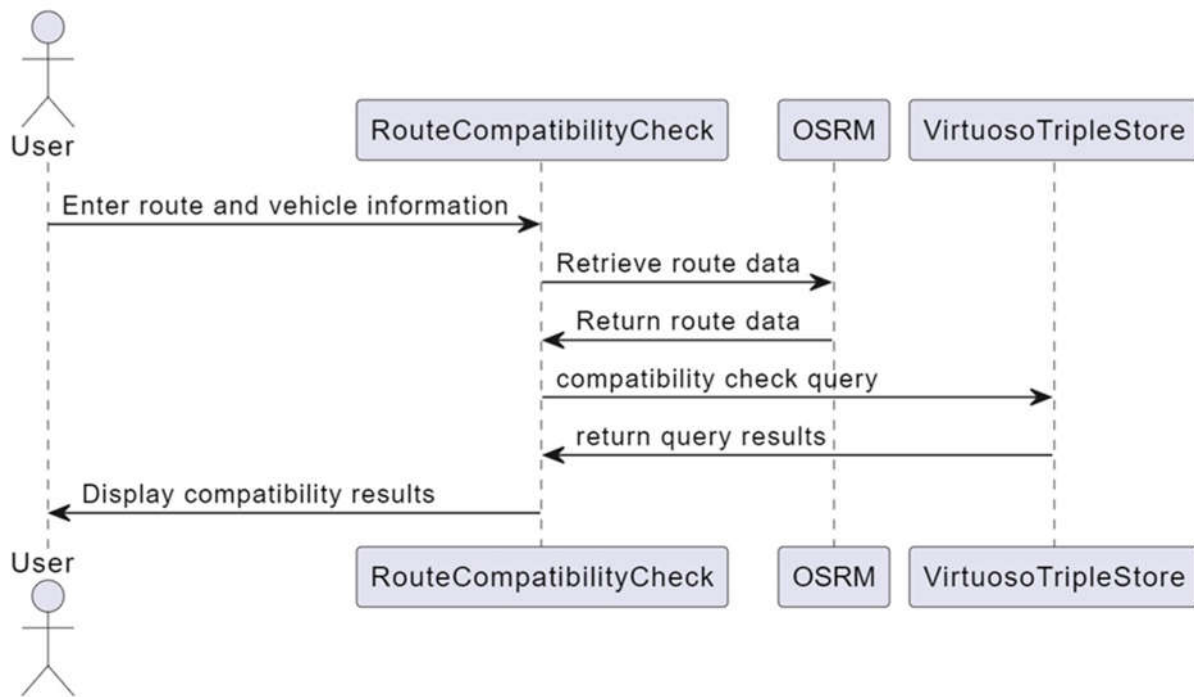 User
RouteCompatibilityCheck
OSRM
VirtuosoTripleStore
Enter route and vehicle information
Retrieve route data
Return route data
compatibility check query
return query results
Display compatibility results
User
RouteCompatibilityCheck
OSRM
VirtuosoTripleStore